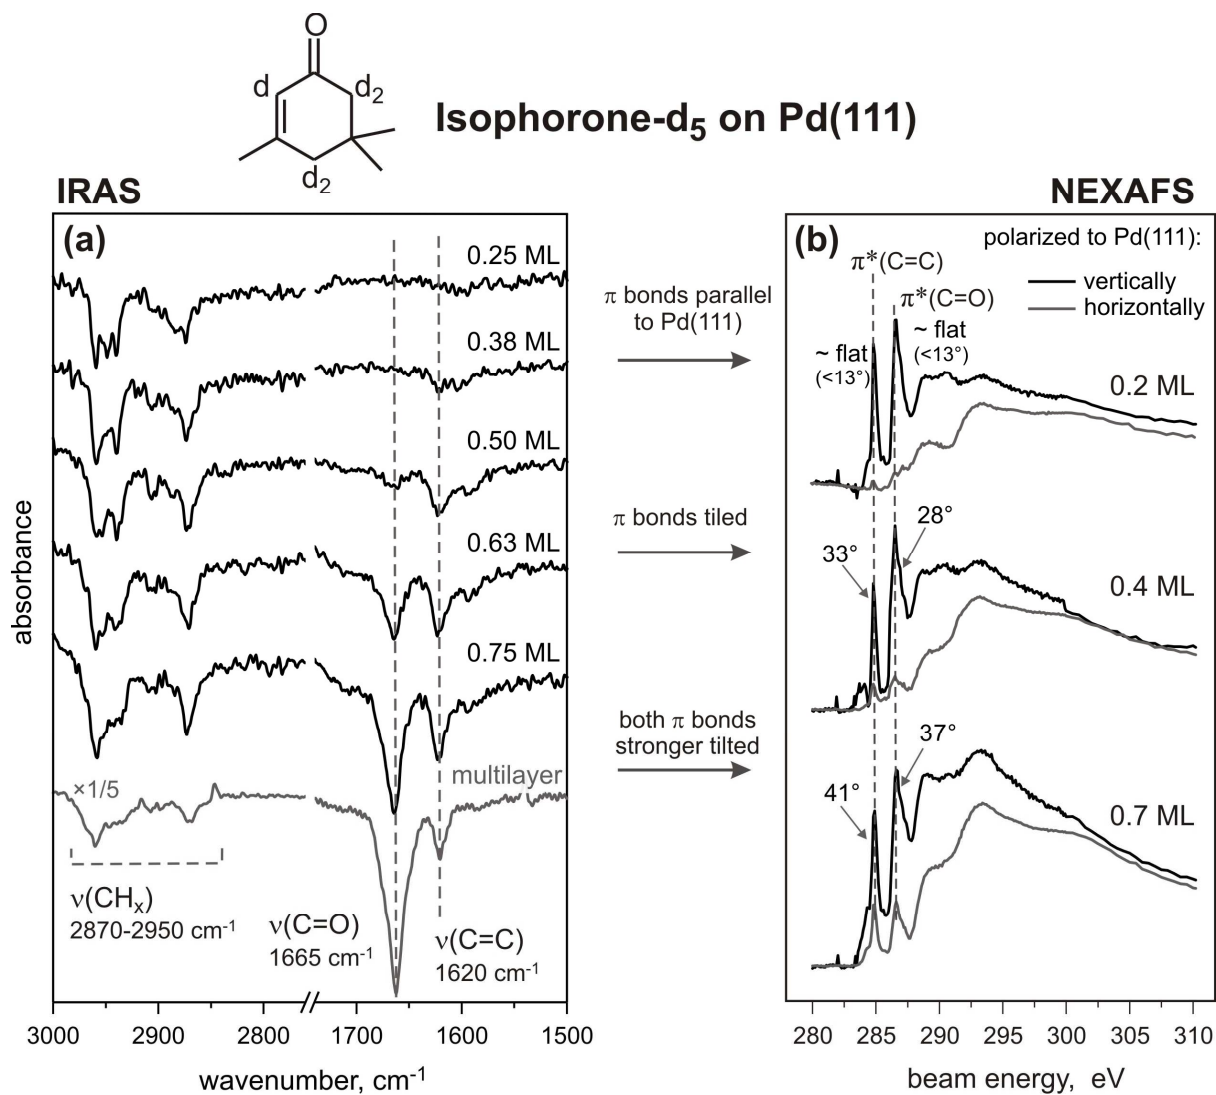 O
d
d2
d2
Isophorone-d5 on Pd(111)
IRAS
(a)
0.25 ML
0.38 ML
0.50 ML
0.63 ML
0.75 ML
multilayer
×1/5
ν(CHx)
2870-2950 cm-1
ν(C=O)
1665 cm-1
ν(C=C)
1620 cm-1
absorbance
3000 2900 2800 1700 1600 1500
wavenumber, cm-1
π bonds parallel
to Pd(111)
π bonds tiled
both π bonds
stronger tilted
NEXAFS
(b)
polarized to Pd(111):
vertically
horizontally
π*(C=C)
π*(C=O)
~ flat
(<13°)
~ flat
(<13°)
0.2 ML
28°
33°
0.4 ML
37°
41°
0.7 ML
280 285 290 295 300 305 310
beam energy, eV